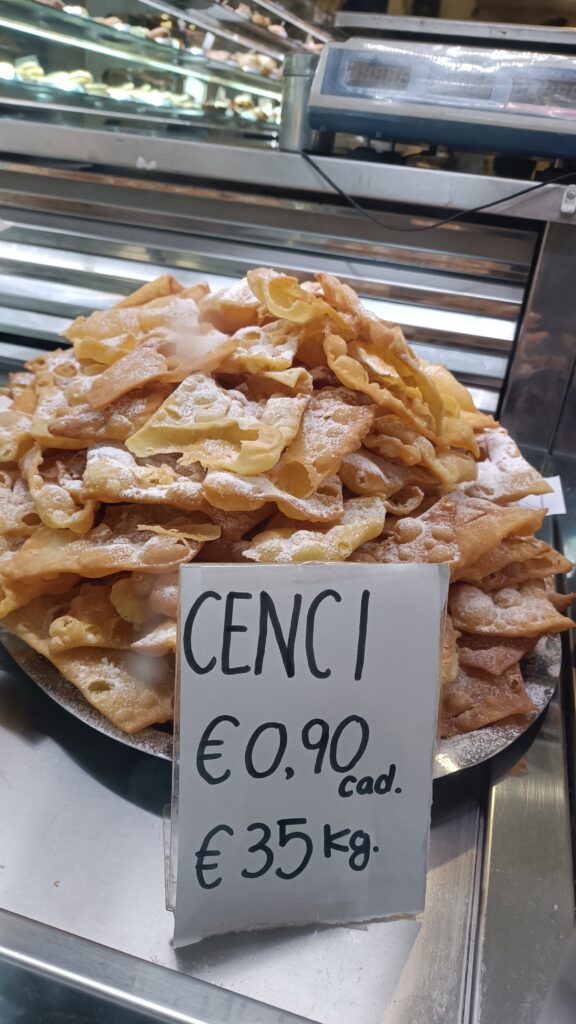 CENCI
€0,90
cad.
€35 kg.